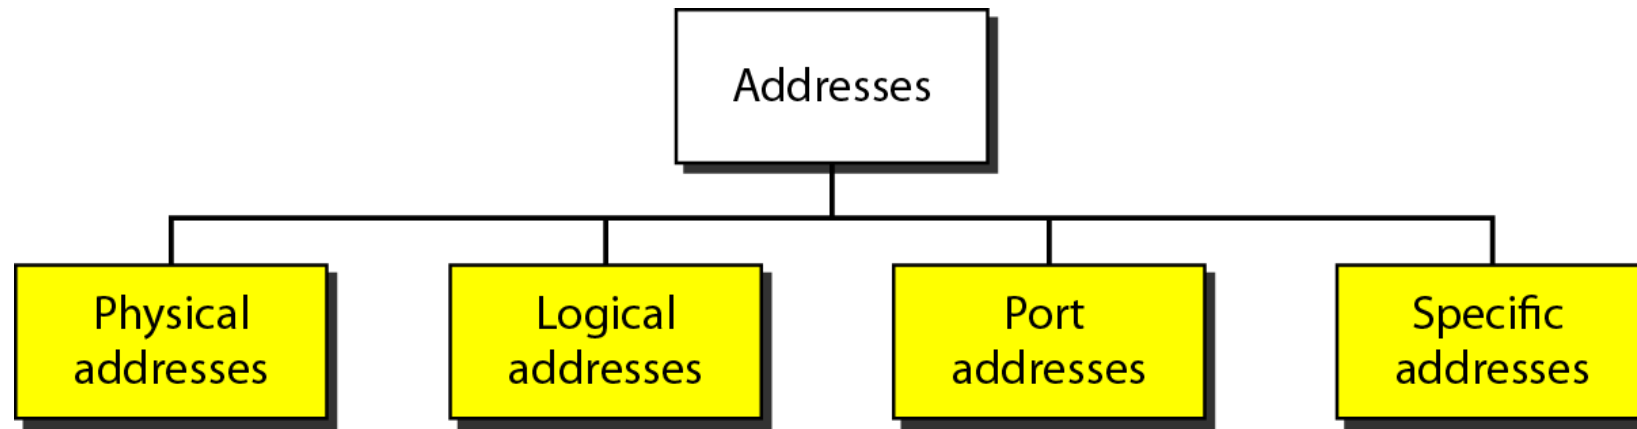 Addresses
Physical
addresses
Logical
addresses
Port
addresses
Specific
addresses